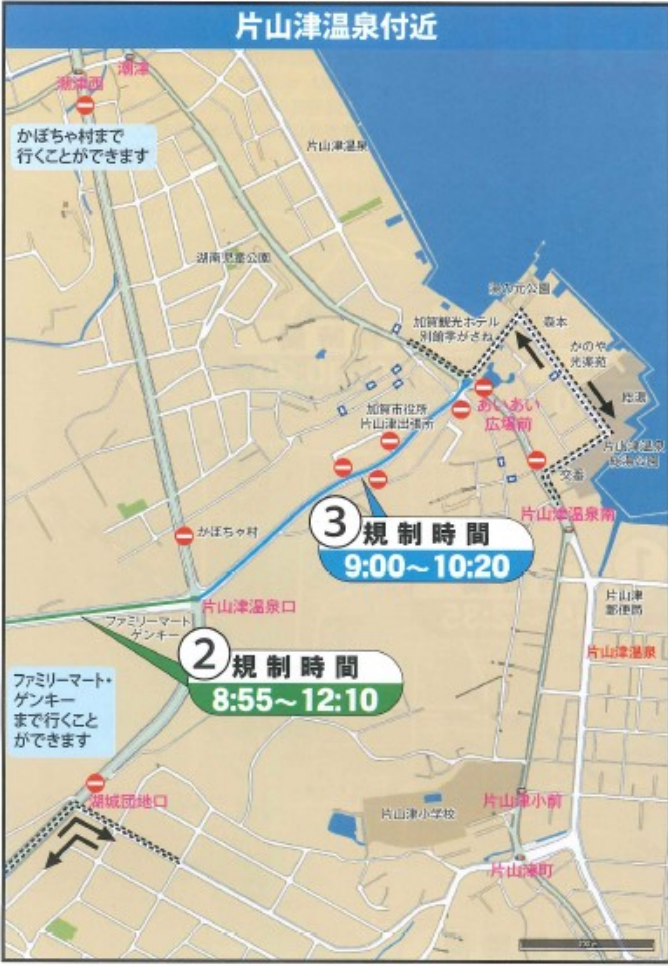 片山津温泉付近
潮津
潮津西
かぼちゃ村まで
行くことができます
片山津温泉
湖南児童公園
湯の元公園
加賀観光ホテル
別館季がさね
森本
かのや
光楽苑
総湯
あいあい
広場前
加賀市役所
片山津出張所
片山津温泉
総湯公園
交番
片山津温泉南
かぼちゃ村
3 規制時間
9:00〜10:20
片山津温泉口
片山津
郵便局
ファミリーマート
ゲンキー
片山津温泉
2 規制時間
8:55〜12:10
ファミリーマート・
ゲンキー
まで行くこと
ができます
湖城団地口
片山津小学校
片山津小前
片山津町